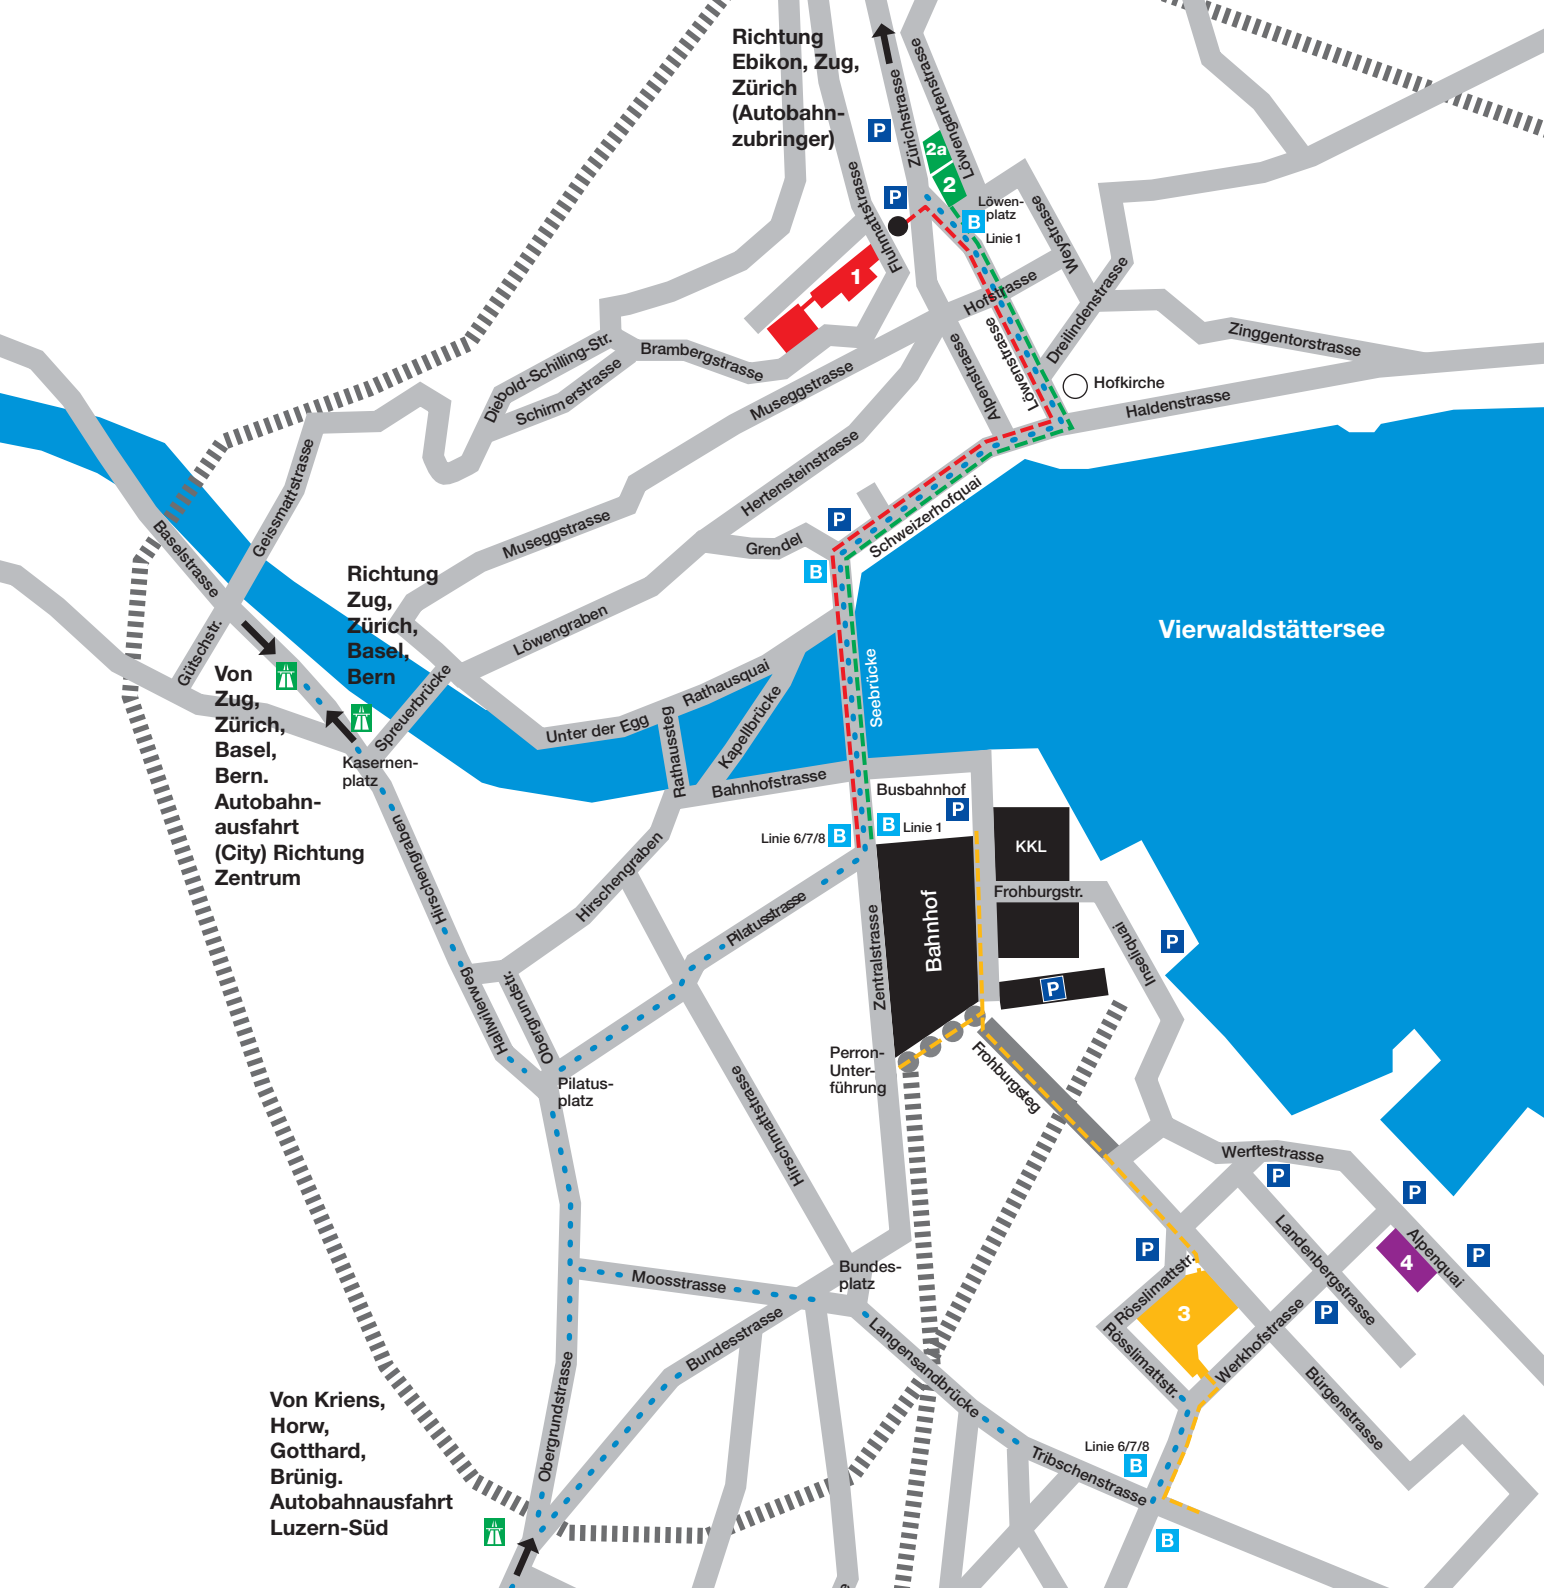 Richtung
Ebikon, Zug,
Zürich
(Autobahn-
zubringer)
P
Zürichstrasse
Löwengartenstrasse
2a
2
P
Fluhmattstrasse
B
Löwen-
platz
Linie 1
Weystrasse
1
Hofstrasse
Dreilindenstrasse
Zinggentorstrasse
Diebold-Schilling-Str.
Schirmerstrasse
Brambergstrasse
Museggstrasse
Alpenstrasse
Löwenstrasse
Hofkirche
Haldenstrasse
Geissmattstrasse
Hertensteinstrasse
Schweizerhofquai
Museggstrasse
Grendel
P
B
Baselstrasse
Richtung
Zug,
Zürich,
Basel,
Bern
Löwengraben
Vierwaldstättersee
Gütschstr.
Von
Zug,
Zürich,
Basel,
Bern.
Autobahn-
ausfahrt
(City) Richtung
Zentrum
Spreuerbrücke
Kasernen-
platz
Unter der Egg
Rathausquai
Rathaussteg
Kapellbrücke
Seebrücke
Bahnhofstrasse
Busbahnhof
P
Linie 6/7/8
B
B
Linie 1
KKL
Hirschengraben
Hirschengraben
Pilatusstrasse
Zentralstrasse
Bahnhof
Frohburgstr.
Inseliquai
P
P
Hallwilerweg
Obergrundstr.
Pilatus-
platz
Perron-
Unter-
führung
Frohburgsteg
Hirschmattstrasse
Werftestrasse
P
P
Landenbergstrasse
Alpenquai
P
P
4
Moosstrasse
Bundes-
platz
Rösslimattstr.
3
P
Rösslimattstr.
Werkhofstrasse
Bundesstrasse
Langensandbrücke
Bürgenstrasse
Obergrundstrasse
Von Kriens,
Horw,
Gotthard,
Brünig.
Autobahnausfahrt
Luzern-Süd
Linie 6/7/8
B
Tribschenstrasse
B